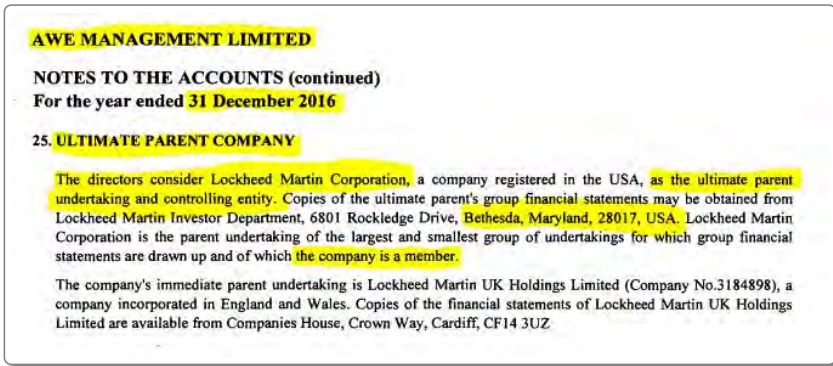 AWE MANAGEMENT LIMITED
NOTES TO THE ACCOUNTS (continued)
For the year ended 31 December 2016
25. ULTIMATE PARENT COMPANY
The directors consider Lockheed Martin Corporation, a company registered in the USA, as the ultimate parent
undertaking and controlling entity. Copies of the ultimate parent's group financial statements may be obtained from
Lockheed Martin Investor Department, 6801 Rockledge Drive, Bethesda, Maryland, 28017, USA. Lockheed Martin
Corporation is the parent undertaking of the largest and smallest group of undertakings for which group financial
statements are drawn up and of which the company is a member.
The company's immediate parent undertaking is Lockheed Martin UK Holdings Limited (Company No.3184898), a
company incorporated in England and Wales. Copies of the financial statements of Lockheed Martin UK Holdings
Limited are available from Companies House, Crown Way, Cardiff, CF14 3UZ